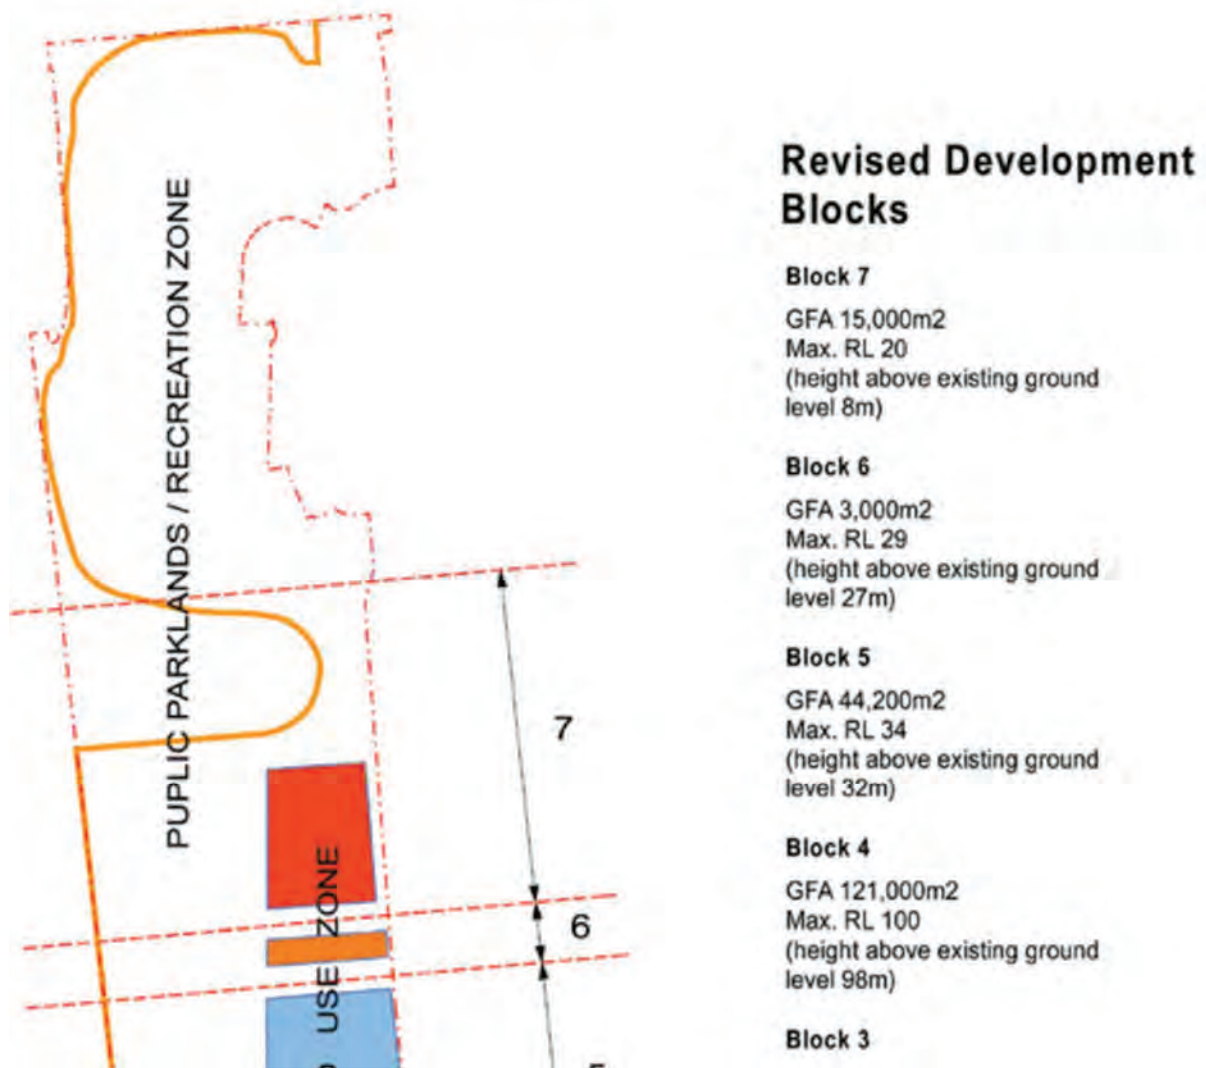 PUPLIC PARKLANDS / RECREATION ZONE
USE ZONE
7
6
Revised Development
Blocks
Block 7
GFA 15,000m2
Max. RL 20
(height above existing ground
level 8m)
Block 6
GFA 3,000m2
Max. RL 29
(height above existing ground
level 27m)
Block 5
GFA 44,200m2
Max. RL 34
(height above existing ground
level 32m)
Block 4
GFA 121,000m2
Max. RL 100
(height above existing ground
level 98m)
Block 3